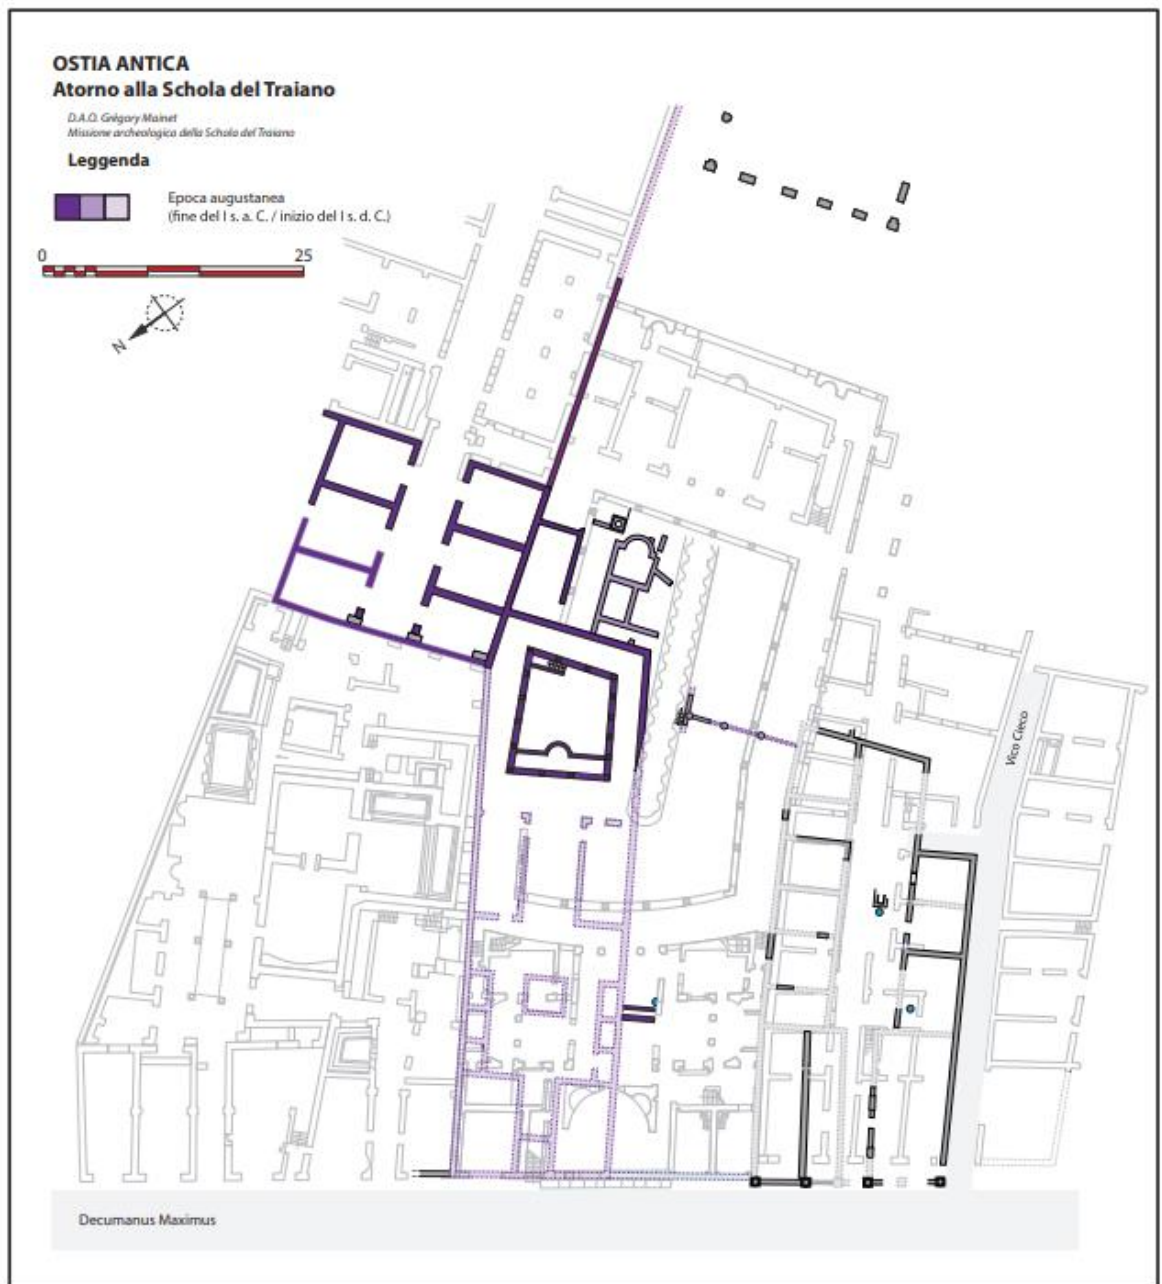 OSTIA ANTICA
Atorno alla Schola del Traiano
D.A.O. Grégory Mainet
Missione archeologica della Schola del Traiano
Leggenda
Epoca augustanea
(fine del I s. a. C. / inizio del I s. d. C.)
0 25
N
Vico Cieco
Decumanus Maximus